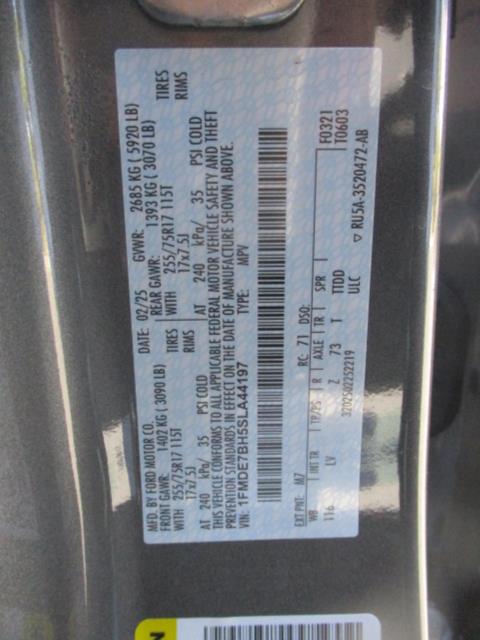 MFD. BY FORD MOTOR CO.
DATE: 02/25 GVWR: 2685 KG ( 5920 LB)
FRONT GAWR: 1402 KG ( 3090 LB) REAR GAWR: 1393 KG ( 3070 LB)
WITH 255/75R17 115T TIRES WITH 255/75R17 115T TIRES
17x7.5J RIMS 17x7.5J RIMS
AT 240 kPa/ 35 PSI COLD AT 240 kPa/ 35 PSI COLD
THIS VEHICLE CONFORMS TO ALL APPLICABLE FEDERAL MOTOR VEHICLE SAFETY AND THEFT
PREVENTION STANDARDS IN EFFECT ON THE DATE OF MANUFACTURE SHOWN ABOVE.
VIN: 1FMDE7BH5SLA44197 TYPE: MPV
F0321
T0603
EXT PNT: M7 RC: 71 DSO:
WB INT TR TP/PS R AXLE TR SPR
116 LV Z 73 T TTDD
ULC
3202502252219
RU5A-3520472-AB
N